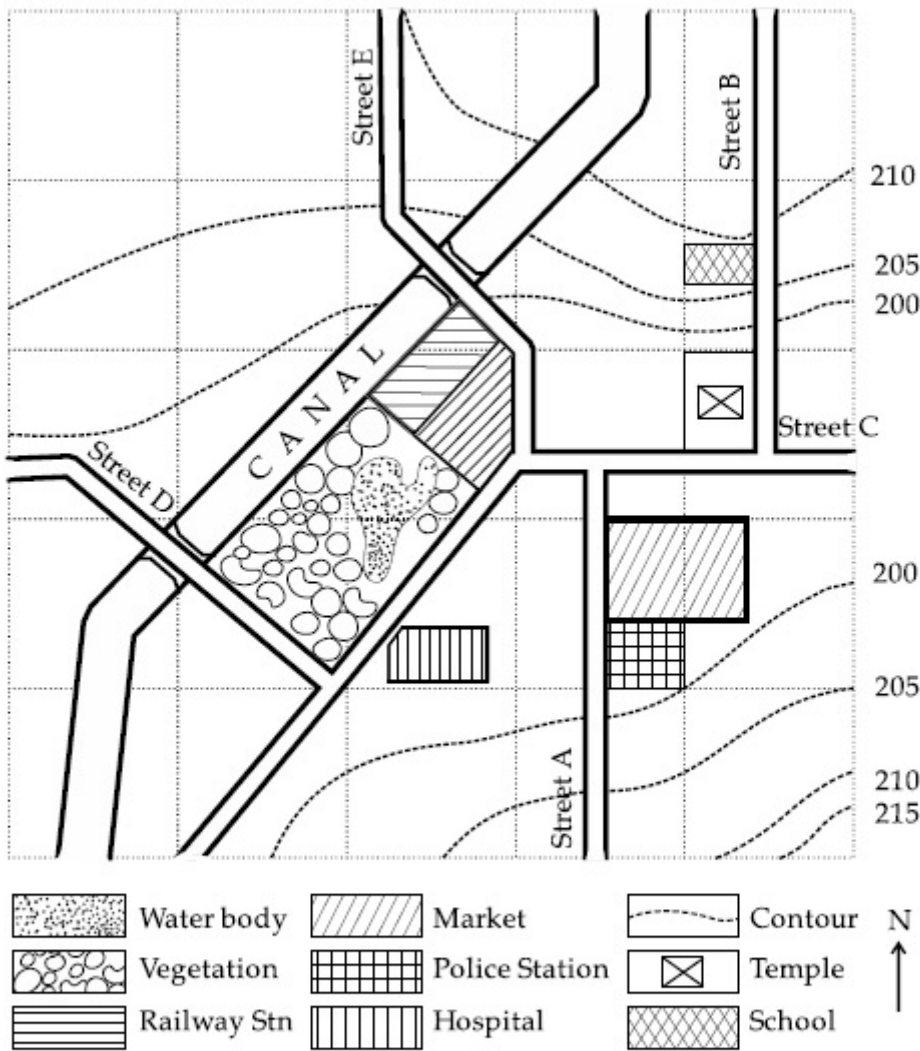 Street E
Street B
210
205
200
CANAL
Street C
Street D
200
205
210
215
Street A
Water body
Market
Contour
N
Vegetation
Police Station
Temple
Railway Stn
Hospital
School